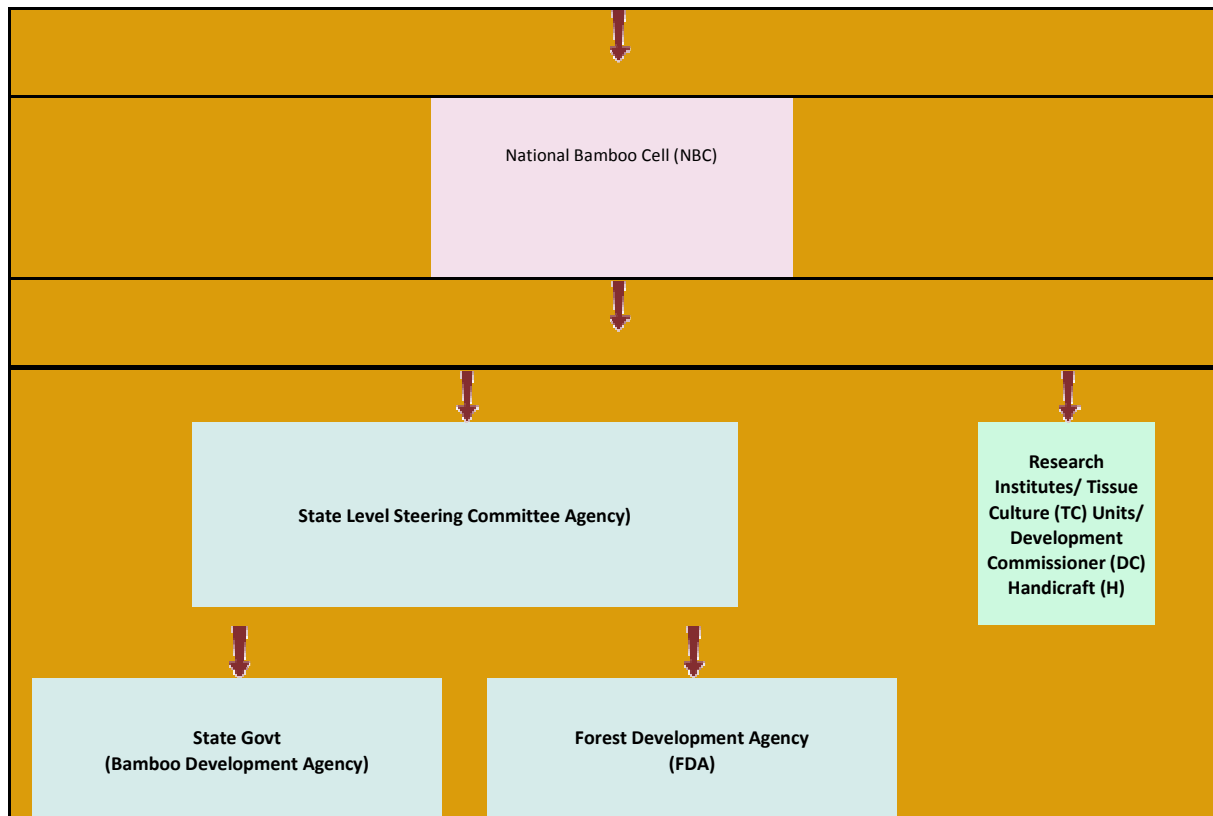 National Bamboo Cell (NBC)
State Level Steering Committee Agency)
Research
Institutes/ Tissue
Culture (TC) Units/
Development
Commissioner (DC)
Handicraft (H)
State Govt
(Bamboo Development Agency)
Forest Development Agency
(FDA)